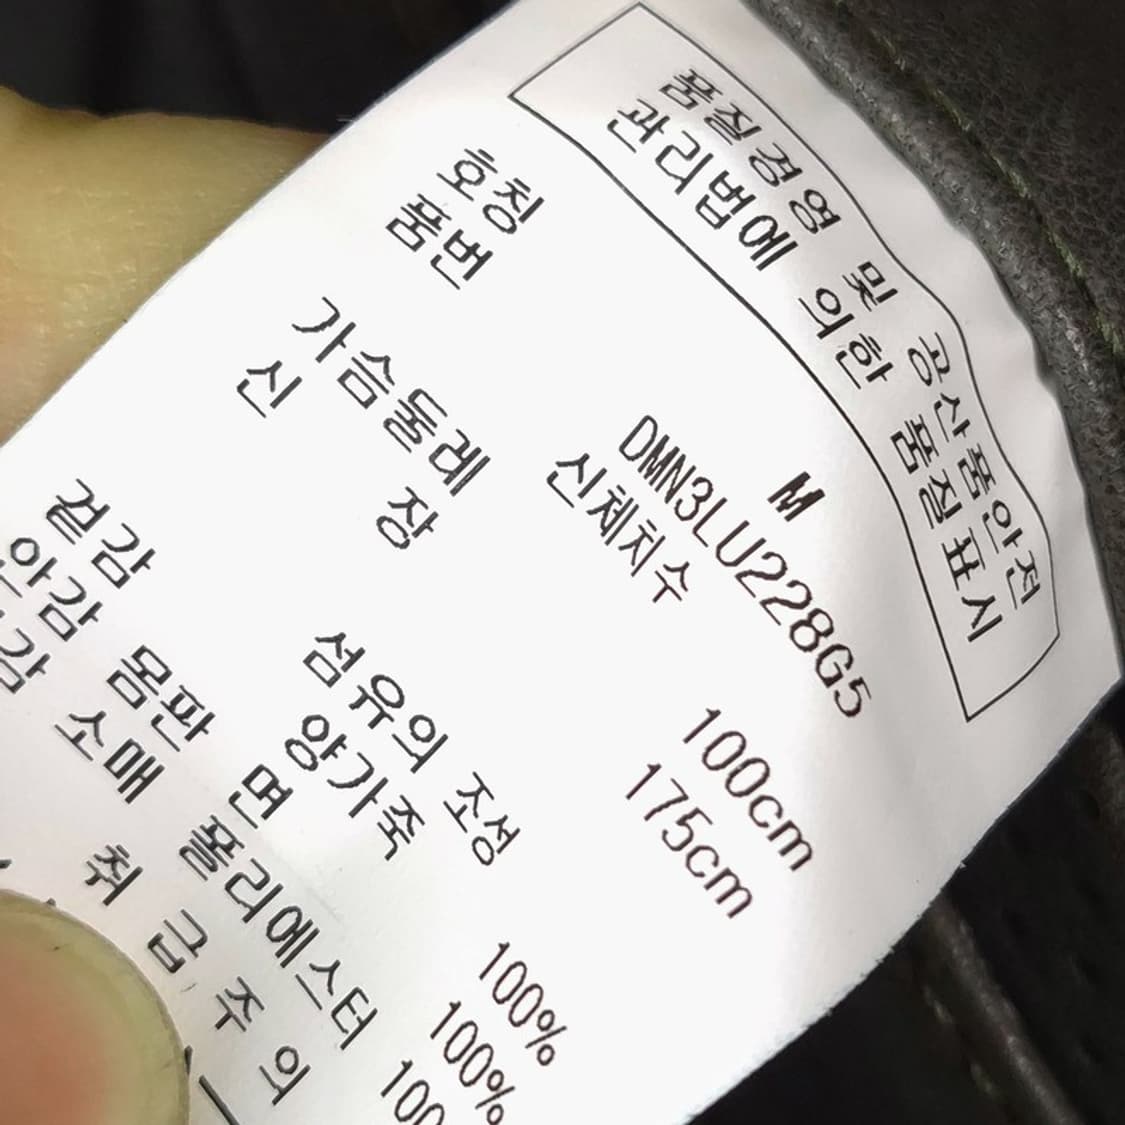 품질경영 및 공산품안전
관리법에 의한 품질표시
호칭 M
품번 DMN3LU228G5
신체치수
가슴둘레 100cm
신 장 175cm
섬유의 조성
겉감 양가죽 100%
안감 몸판 면 100%
감 소매 폴리에스터 100
취 급 주 의